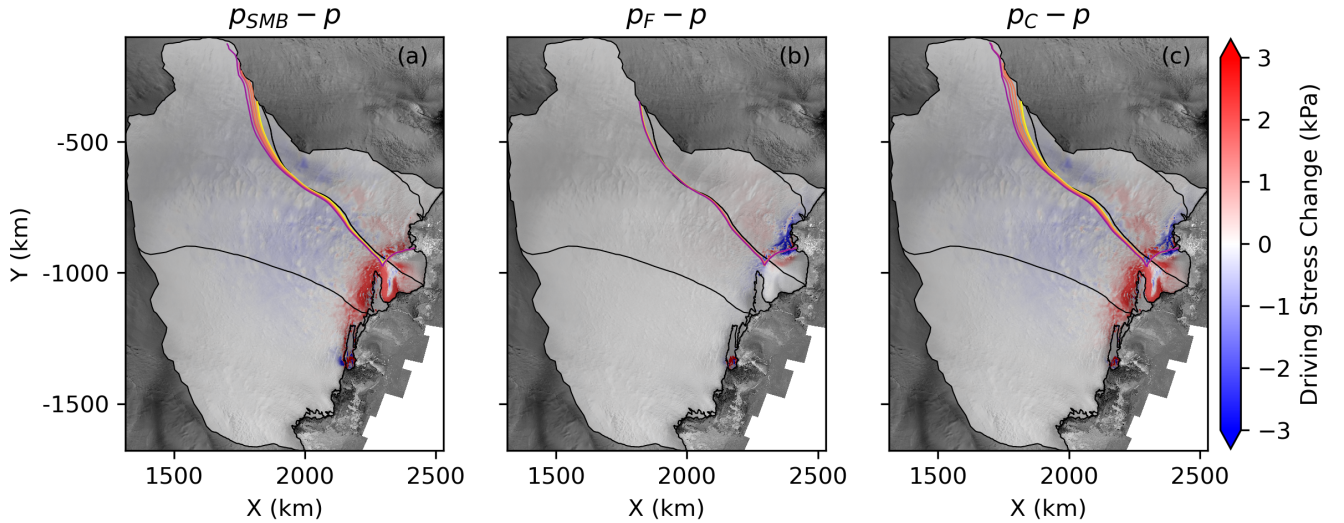 p_SMB − p
p_F − p
p_C − p
(a)
(b)
(c)
-500
-1000
-1500
Y (km)
1500 2000 2500
1500 2000 2500
1500 2000 2500
X (km)
X (km)
X (km)
3
2
1
0
−1
−2
−3
Driving Stress Change (kPa)